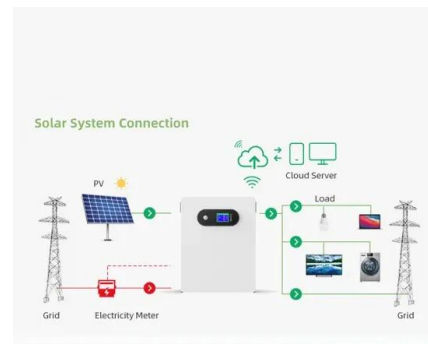 Solar System Connection
Cloud Server
PV
Load
Grid
Electricity Meter
Grid